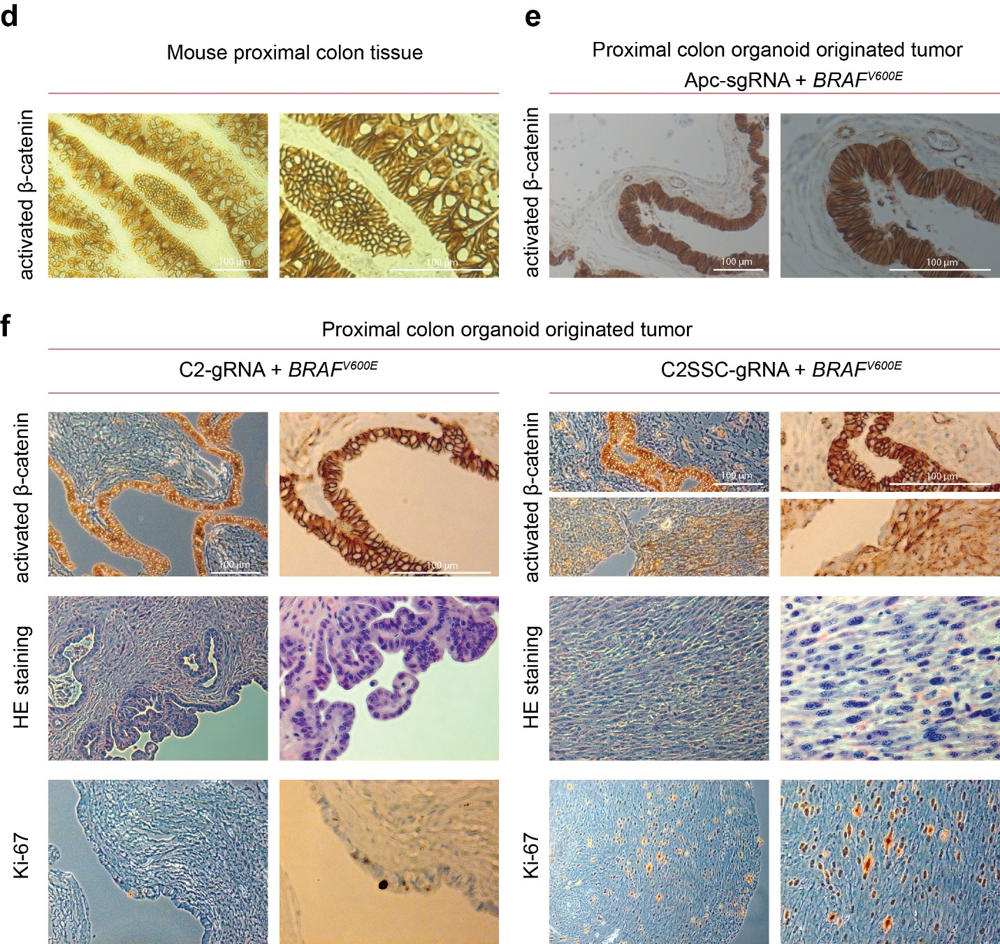 d
Mouse proximal colon tissue
activated β-catenin
100 µm
100 µm
e
Proximal colon organoid originated tumor
Apc-sgRNA + BRAFV600E
activated β-catenin
100 µm
100 µm
f
Proximal colon organoid originated tumor
C2-gRNA + BRAFV600E
C2SSC-gRNA + BRAFV600E
activated β-catenin
100 µm
100 µm
activated β-catenin
100 µm
100 µm
HE staining
HE staining
Ki-67
Ki-67